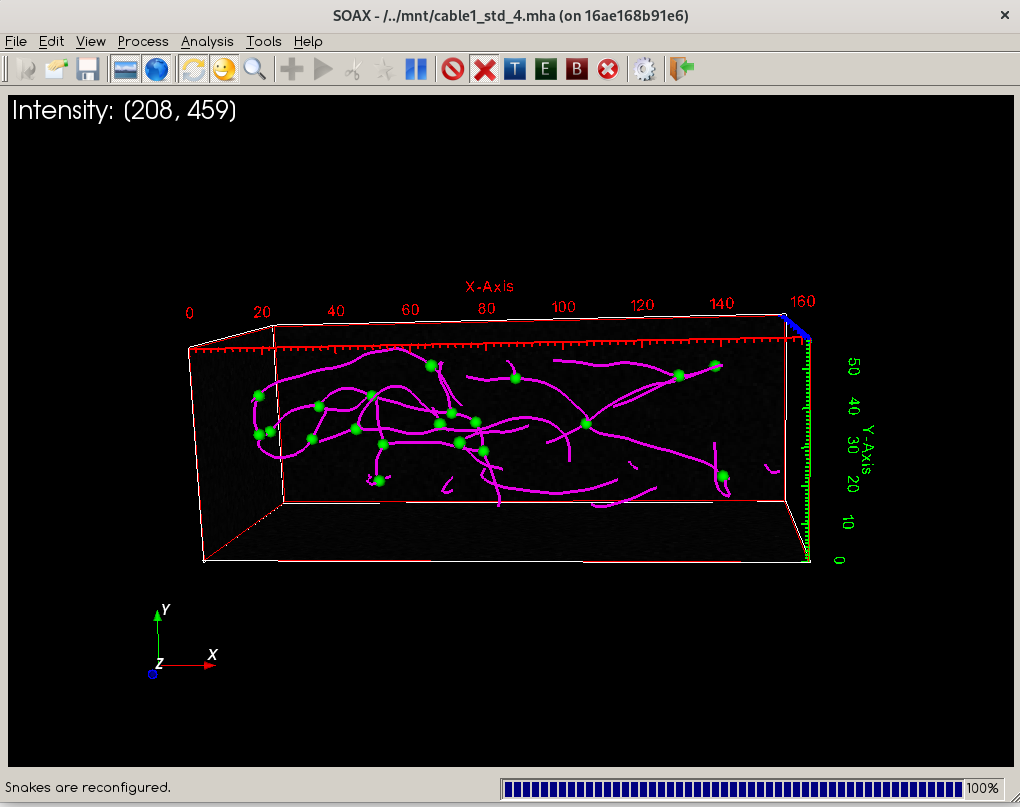 SOAX - /../mnt/cable1_std_4.mha (on 16ae168b91e6)
File Edit View Process Analysis Tools Help
T E B
Intensity: (208, 459)
X-Axis
0 20 40 60 80 100 120 140 160
50
40
Y-Axis
30
20
10
0
Y
X
Z
Snakes are reconfigured.
100%